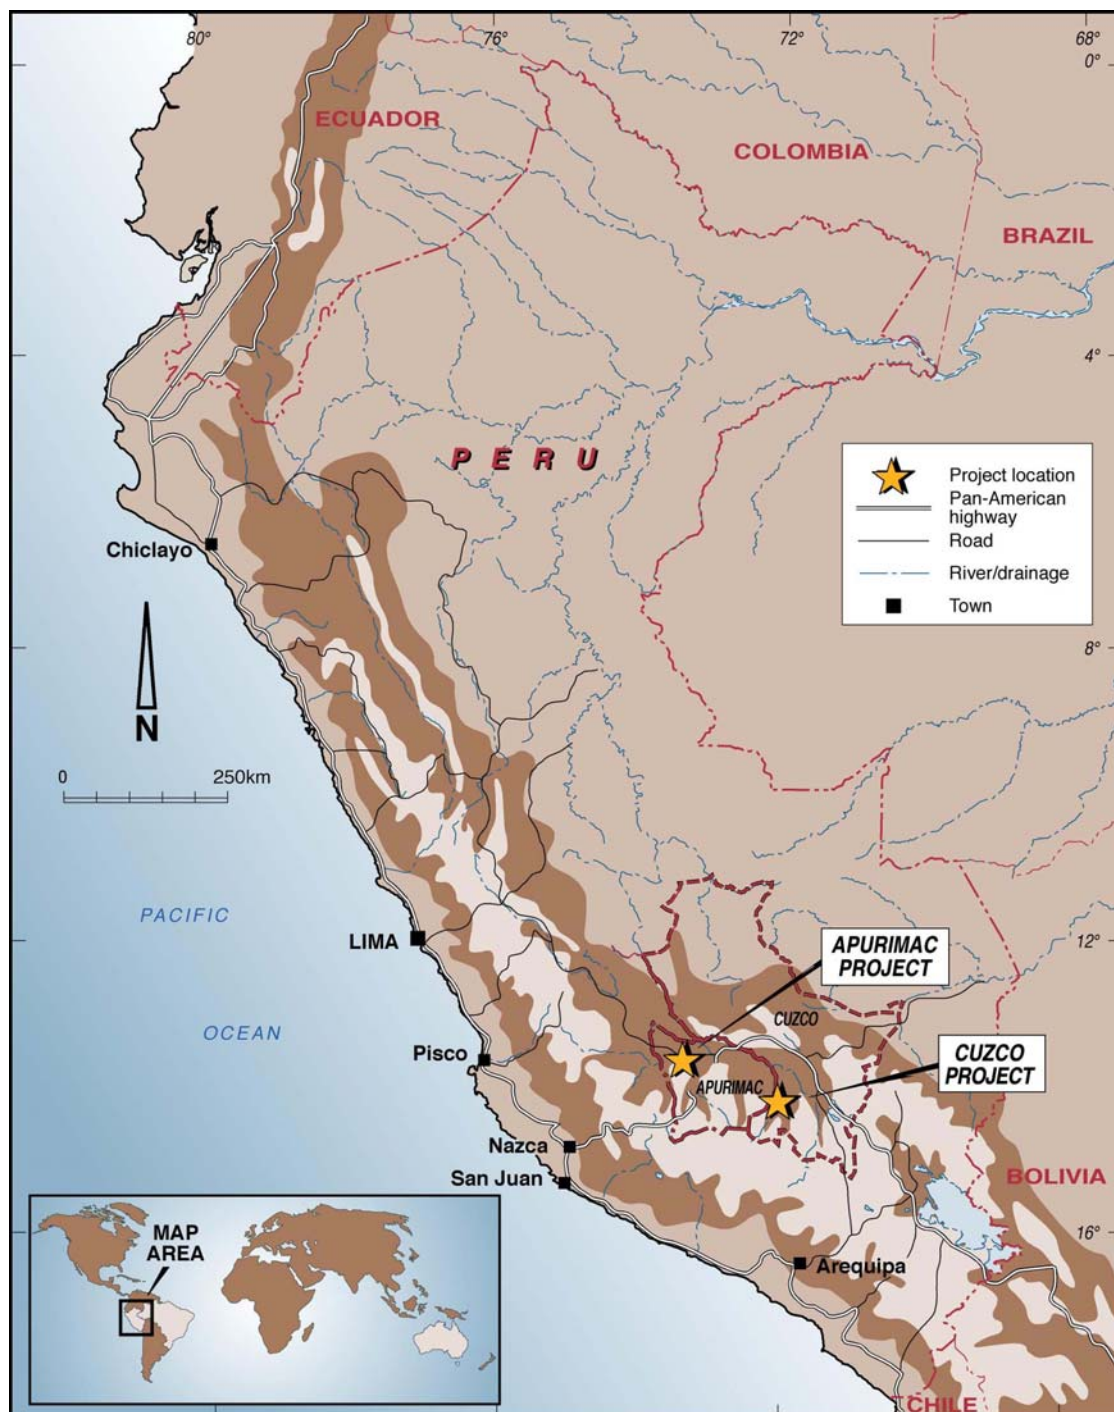 80°
76°
72°
68°
0°
ECUADOR
COLOMBIA
BRAZIL
4°
PERU
Project location
Pan-American
highway
Road
River/drainage
Town
Chiclayo
N
8°
0
250km
PACIFIC
OCEAN
LIMA
12°
APURIMAC
PROJECT
CUZCO
Pisco
CUZCO
PROJECT
APURIMAC
Nazca
San Juan
BOLIVIA
MAP
AREA
16°
Arequipa
CHILE